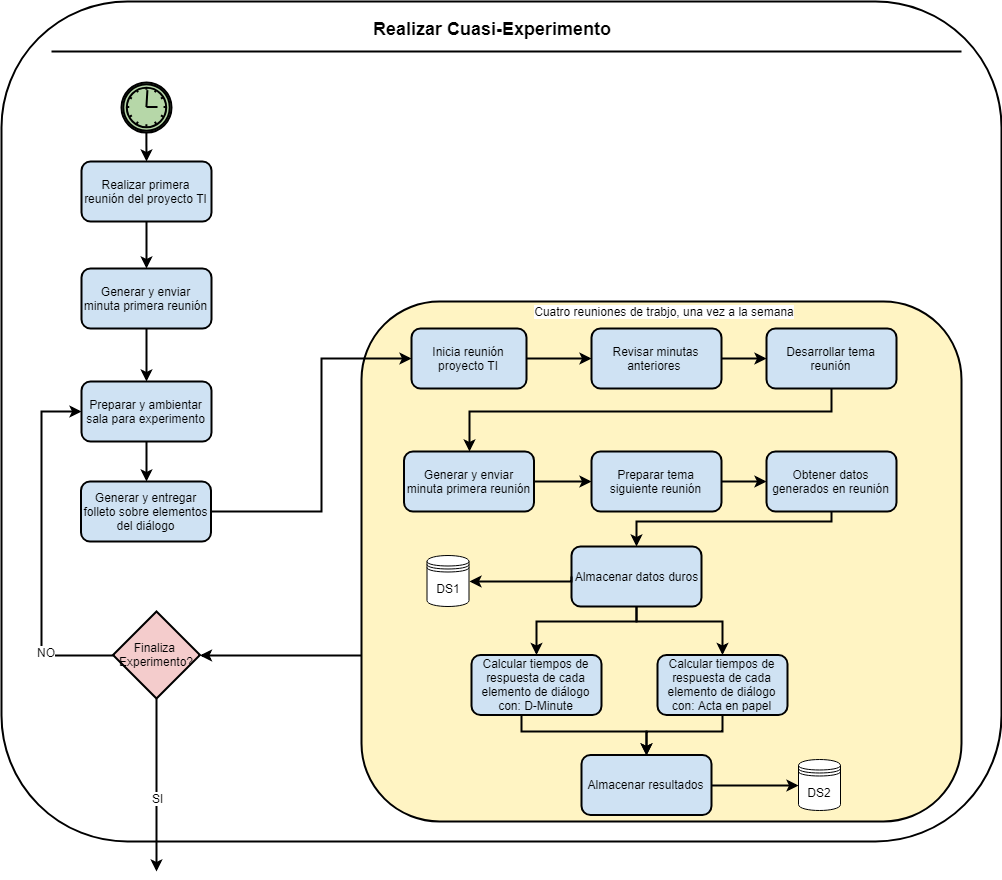 Realizar Cuasi-Experimento
Realizar primera
reunión del proyecto TI
Generar y enviar
minuta primera reunión
Preparar y ambientar
sala para experimento
Generar y entregar
folleto sobre elementos
del diálogo
Cuatro reuniones de trabjo, una vez a la semana
Inicia reunión
proyecto TI
Revisar minutas
anteriores
Desarrollar tema
reunión
Generar y enviar
minuta primera reunión
Preparar tema
siguiente reunión
Obtener datos
generados en reunión
Almacenar datos duros
DS1
Calcular tiempos de
respuesta de cada
elemento de diálogo
con: D-Minute
Calcular tiempos de
respuesta de cada
elemento de diálogo
con: Acta en papel
Almacenar resultados
DS2
Finaliza
Experimento?
NO
SI